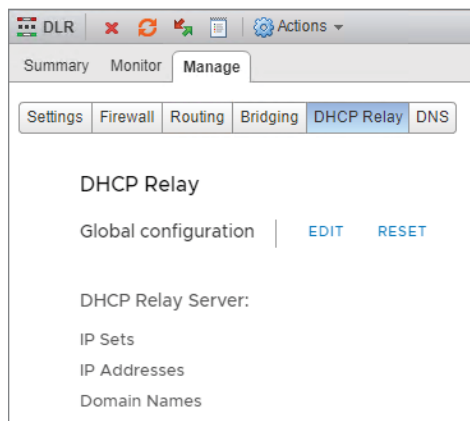 DLR Actions
Summary Monitor Manage
Settings Firewall Routing Bridging DHCP Relay DNS
DHCP Relay
Global configuration EDIT RESET
DHCP Relay Server:
IP Sets
IP Addresses
Domain Names